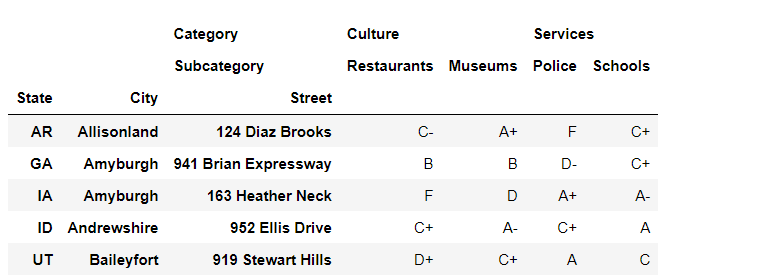 Category Culture Services
Subcategory Restaurants Museums Police Schools
State City Street
AR Allisonland 124 Diaz Brooks C- A+ F C+
GA Amyburgh 941 Brian Expressway B B D- C+
IA Amyburgh 163 Heather Neck F D A+ A-
ID Andrewshire 952 Ellis Drive C+ A- C+ A
UT Baileyfort 919 Stewart Hills D+ C+ A C